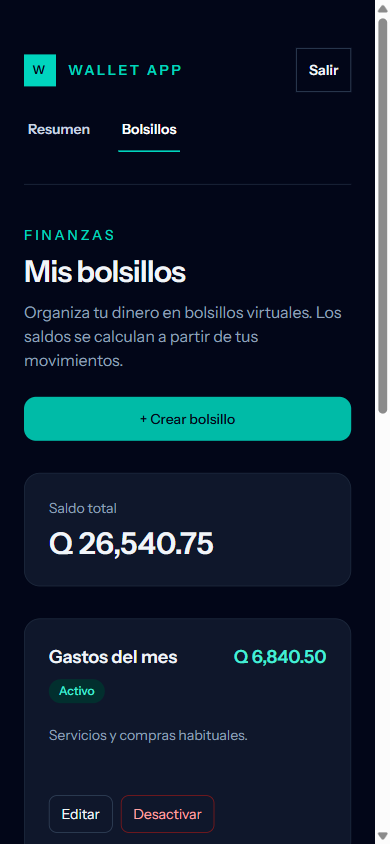 W WALLET APP Salir
Resumen Bolsillos
FINANZAS
Mis bolsillos
Organiza tu dinero en bolsillos virtuales. Los
saldos se calculan a partir de tus
movimientos.
+ Crear bolsillo
Saldo total
Q 26,540.75
Gastos del mes Q 6,840.50
Activo
Servicios y compras habituales.
Editar Desactivar